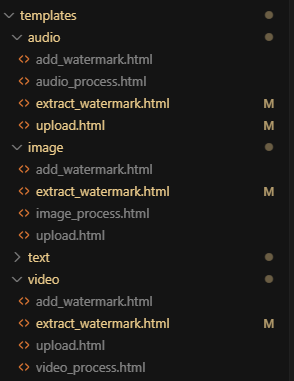 templates
audio
add_watermark.html
audio_process.html
extract_watermark.html M
upload.html M
image
add_watermark.html
extract_watermark.html M
image_process.html
upload.html
text
video
add_watermark.html
extract_watermark.html M
upload.html
video_process.html